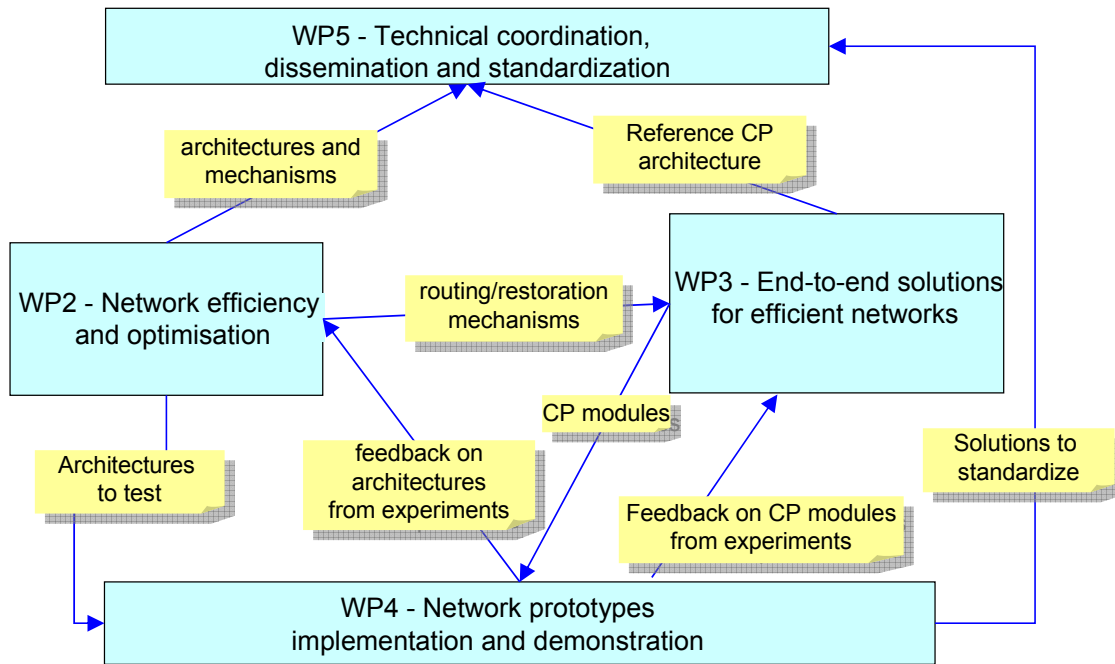 WP5 - Technical coordination,
dissemination and standardization
architectures and
mechanisms
Reference CP
architecture
WP2 - Network efficiency
and optimisation
routing/restoration
mechanisms
WP3 - End-to-end solutions
for efficient networks
CP modules
Architectures
to test
feedback on
architectures
from experiments
Feedback on CP modules
from experiments
Solutions to
standardize
WP4 - Network prototypes
implementation and demonstration